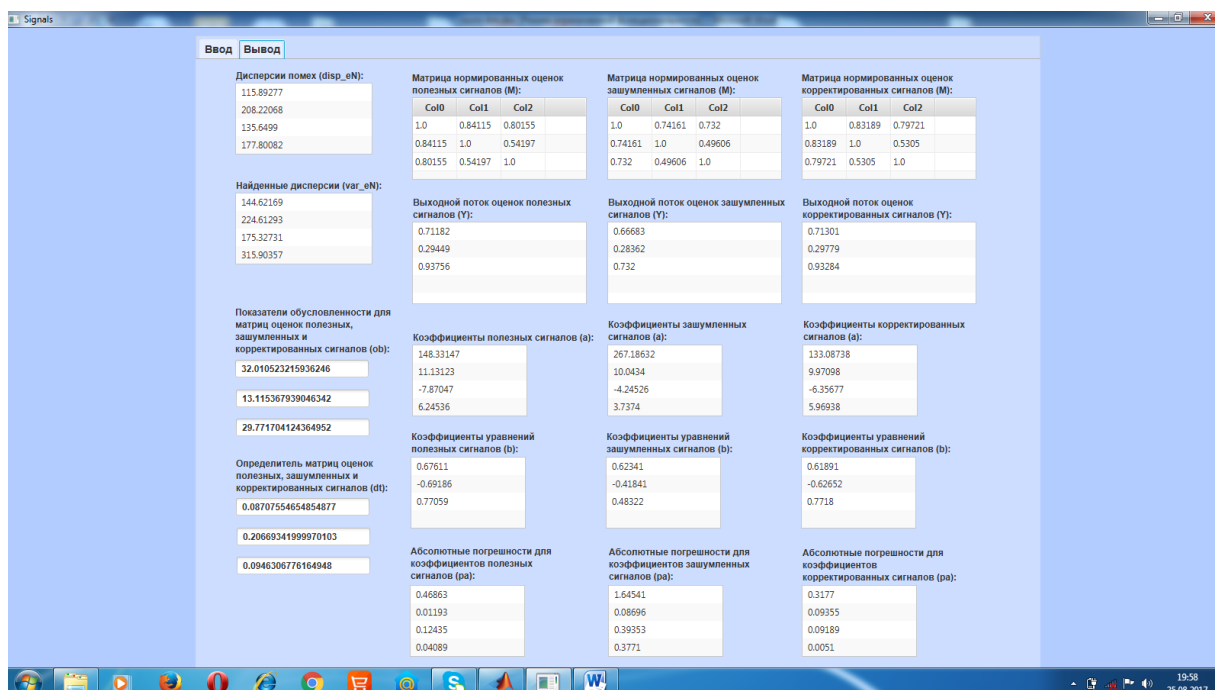 Signals
Ввод Вывод
Дисперсии помех (disp_eN):
115.89277
208.22068
135.6499
177.80082
Найденные дисперсии (var_eN):
144.62169
224.61293
175.32731
315.90357
Показатели обусловленности для
матриц оценок полезных,
зашумленных и
корректированных сигналов (ob):
32.010523215936246
13.115367939046342
29.771704124364952
Определитель матриц оценок
полезных, зашумленных и
корректированных сигналов (dt):
0.08707554654854877
0.20669341999970103
0.0946306776164948
Матрица нормированных оценок
полезных сигналов (M):
Col0 Col1 Col2
1.0 0.84115 0.80155
0.84115 1.0 0.54197
0.80155 0.54197 1.0
Выходной поток оценок полезных
сигналов (Y):
0.71182
0.29449
0.93756
Коэффициенты полезных сигналов (a):
148.33147
11.13123
-7.87047
6.24536
Коэффициенты уравнений
полезных сигналов (b):
0.67611
-0.69186
0.77059
Абсолютные погрешности для
коэффициентов полезных
сигналов (pa):
0.46863
0.01193
0.12435
0.04089
Матрица нормированных оценок
зашумленных сигналов (M):
Col0 Col1 Col2
1.0 0.74161 0.732
0.74161 1.0 0.49606
0.732 0.49606 1.0
Выходной поток оценок зашумленных
сигналов (Y):
0.66683
0.28362
0.732
Коэффициенты зашумленных
сигналов (a):
267.18632
10.0434
-4.24526
3.7374
Коэффициенты уравнений
зашумленных сигналов (b):
0.62341
-0.41841
0.48322
Абсолютные погрешности для
коэффициентов зашумленных
сигналов (pa):
1.64541
0.08696
0.39353
0.3771
Матрица нормированных оценок
корректированных сигналов (M):
Col0 Col1 Col2
1.0 0.83189 0.79721
0.83189 1.0 0.5305
0.79721 0.5305 1.0
Выходной поток оценок
корректированных сигналов (Y):
0.71301
0.29779
0.93284
Коэффициенты корректированных
сигналов (a):
133.08738
9.97098
-6.35677
5.96938
Коэффициенты уравнений
корректированных сигналов (b):
0.61891
-0.62652
0.7718
Абсолютные погрешности для
коэффициентов
корректированных сигналов (pa):
0.3177
0.09355
0.09189
0.0051
19:58
25.08.2017